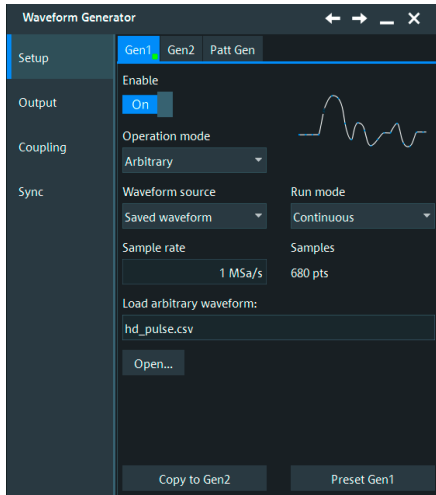 Waveform Generator
Setup
Output
Coupling
Sync
Gen1 Gen2 Patt Gen
Enable
On
Operation mode
Arbitrary
Waveform source Run mode
Saved waveform Continuous
Sample rate Samples
1 MSa/s 680 pts
Load arbitrary waveform:
hd_pulse.csv
Open...
Copy to Gen2 Preset Gen1